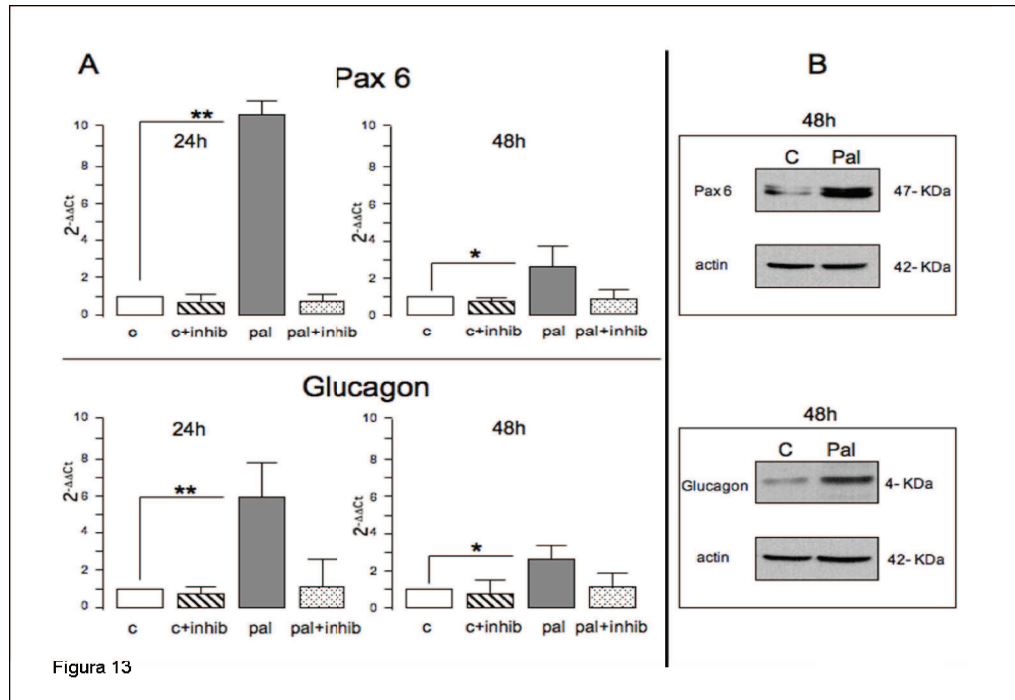 A
B
Pax 6
**
24h
10
8
6
4
2
0
2-ΔΔCt
c
c+inhib
pal
pal+inhib
48h
*
10
8
6
4
2
0
2-ΔΔCt
c
c+inhib
pal
pal+inhib
48h
C Pal
Pax 6 47- KDa
actin 42- KDa
Glucagon
24h
**
10
8
6
4
2
0
2-ΔΔCt
c
c+inhib
pal
pal+inhib
48h
*
10
8
6
4
2
0
2-ΔΔCt
c
c+inhib
pal
pal+inhib
48h
C Pal
Glucagon 4- KDa
actin 42- KDa
Figura 13